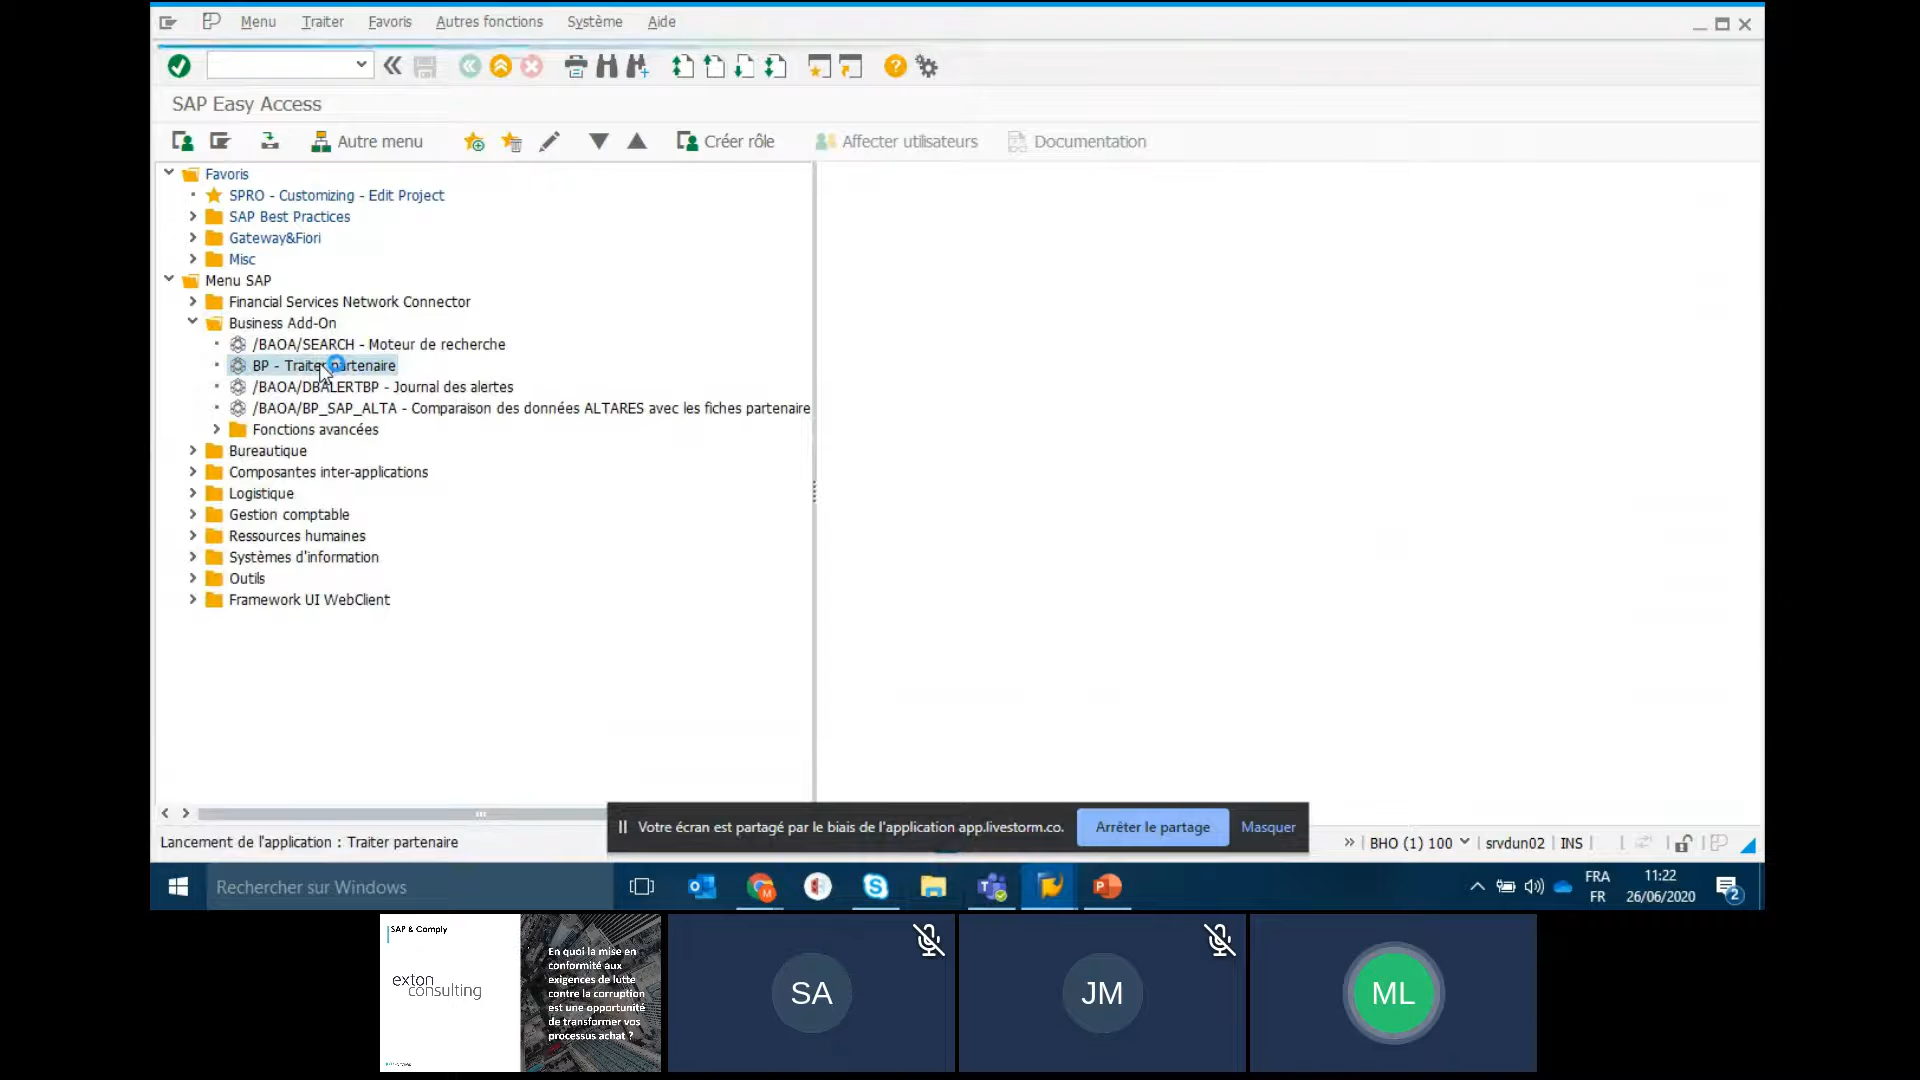 Menu Traiter Favoris Autres fonctions Système Aide
SAP Easy Access
Autre menu Créer rôle Affecter utilisateurs Documentation
Favoris
SPRO - Customizing - Edit Project
SAP Best Practices
Gateway&Fiori
Misc
Menu SAP
Financial Services Network Connector
Business Add-On
/BAOA/SEARCH - Moteur de recherche
BP - Traiter partenaire
/BAOA/DBALERTBP - Journal des alertes
/BAOA/BP_SAP_ALTA - Comparaison des données ALTARES avec les fiches partenaire
Fonctions avancées
Bureautique
Composantes inter-applications
Logistique
Gestion comptable
Ressources humaines
Systèmes d'information
Outils
Framework UI WebClient
Votre écran est partagé par le biais de l'application app.livestorm.co. Arrêter le partage Masquer
Lancement de l'application : Traiter partenaire
BHO (1) 100 srvdun02 INS
Rechercher sur Windows
FRA
FR
11:22
26/06/2020
2
SAP & Comply
exton
consulting
En quoi la mise en
conformité aux
exigences de lutte
contre la corruption
est une opportunité
de transformer vos
processus achat ?
SA
JM
ML